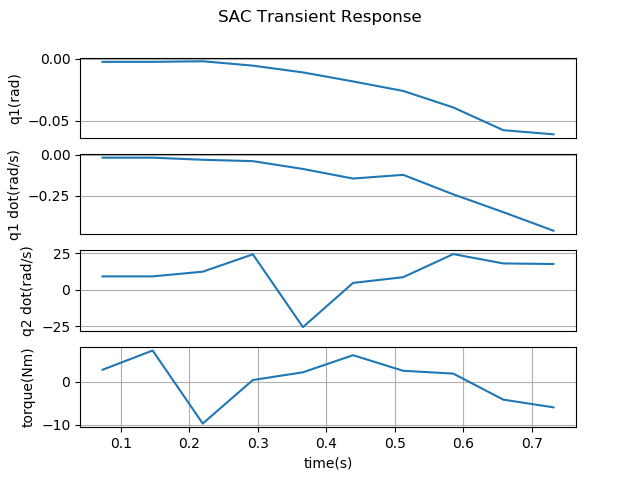 SAC Transient Response
q1(rad)
0.00
−0.05
q1 dot(rad/s)
0.00
−0.25
q2 dot(rad/s)
25
0
−25
torque(Nm)
0
−10
0.1 0.2 0.3 0.4 0.5 0.6 0.7
time(s)